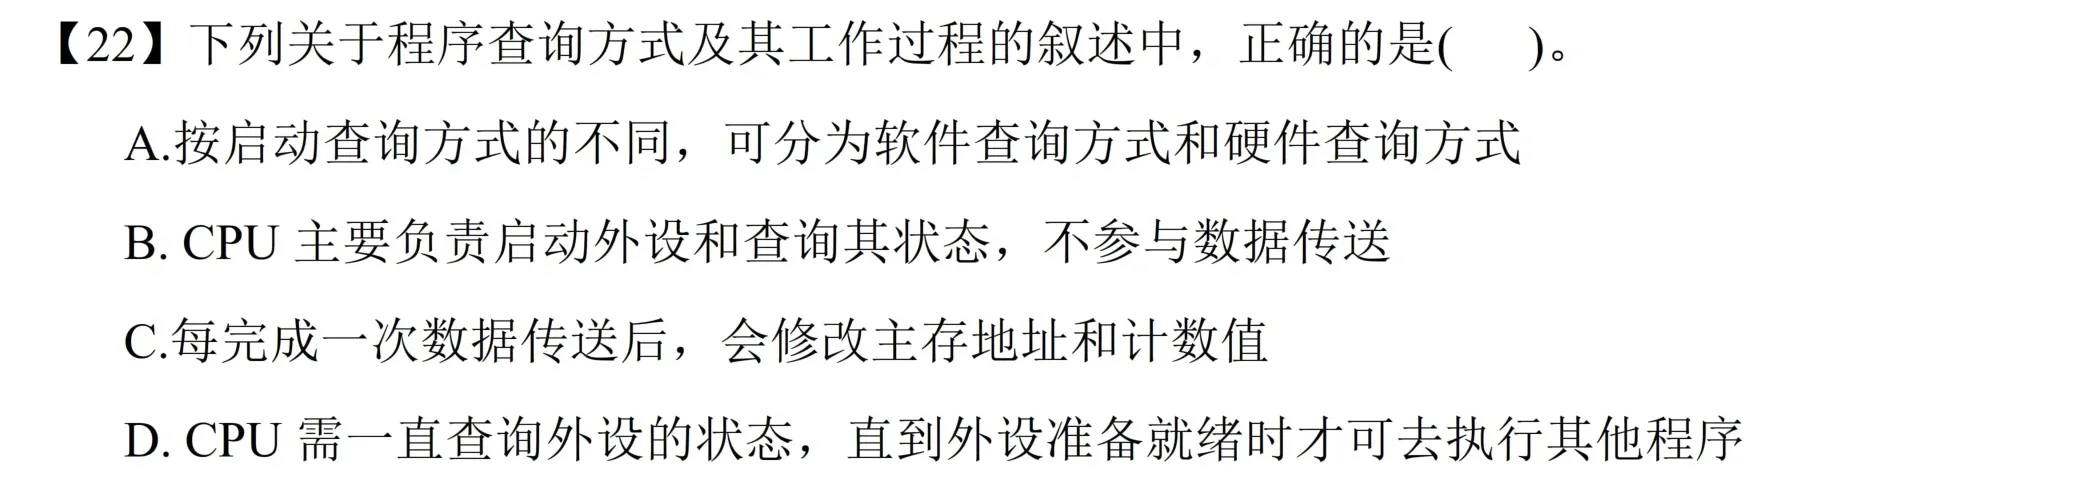 【22】下列关于程序查询方式及其工作过程的叙述中，正确的是(  )。
A.按启动查询方式的不同，可分为软件查询方式和硬件查询方式
B. CPU 主要负责启动外设和查询其状态，不参与数据传送
C.每完成一次数据传送后，会修改主存地址和计数值
D. CPU 需一直查询外设的状态，直到外设准备就绪时才可去执行其他程序